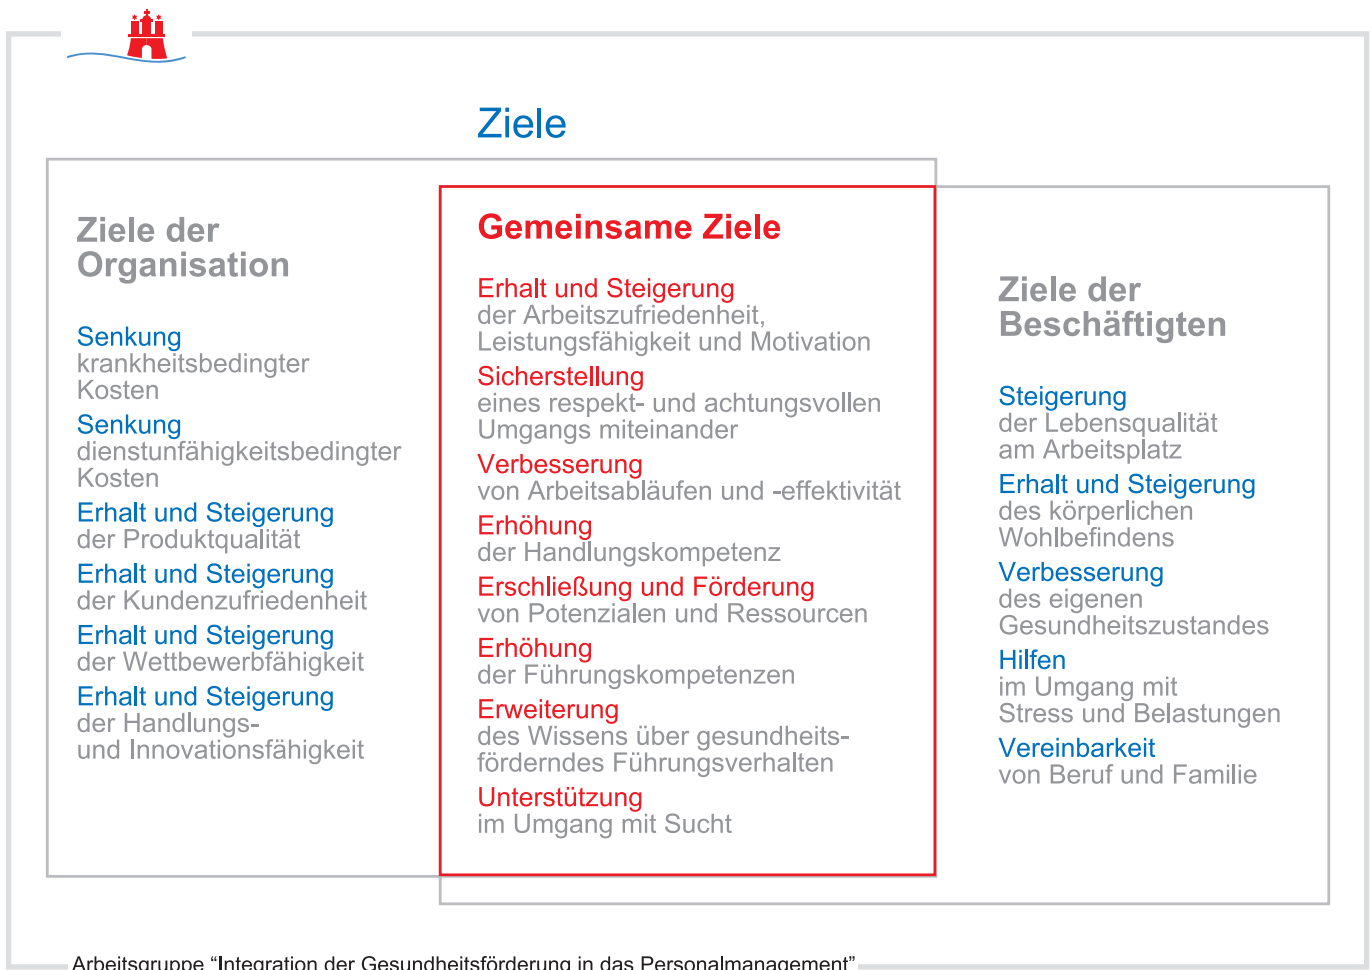 Ziele
Ziele der
Organisation
Senkung
krankheitsbedingter
Kosten
Senkung
dienstunfähigkeitsbedingter
Kosten
Erhalt und Steigerung
der Produktqualität
Erhalt und Steigerung
der Kundenzufriedenheit
Erhalt und Steigerung
der Wettbewerbfähigkeit
Erhalt und Steigerung
der Handlungs-
und Innovationsfähigkeit
Gemeinsame Ziele
Erhalt und Steigerung
der Arbeitszufriedenheit,
Leistungsfähigkeit und Motivation
Sicherstellung
eines respekt- und achtungsvollen
Umgangs miteinander
Verbesserung
von Arbeitsabläufen und -effektivität
Erhöhung
der Handlungskompetenz
Erschließung und Förderung
von Potenzialen und Ressourcen
Erhöhung
der Führungskompetenzen
Erweiterung
des Wissens über gesundheits-
förderndes Führungsverhalten
Unterstützung
im Umgang mit Sucht
Ziele der
Beschäftigten
Steigerung
der Lebensqualität
am Arbeitsplatz
Erhalt und Steigerung
des körperlichen
Wohlbefindens
Verbesserung
des eigenen
Gesundheitszustandes
Hilfen
im Umgang mit
Stress und Belastungen
Vereinbarkeit
von Beruf und Familie
Arbeitsgruppe “Integration der Gesundheitsförderung in das Personalmanagement”